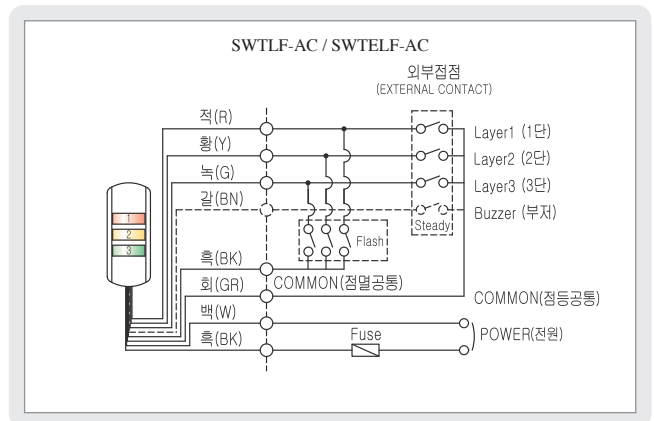 SWTLF-AC / SWTELF-AC
외부접점
(EXTERNAL CONTACT)
적(R)
황(Y)
녹(G)
갈(BN)
Layer1 (1단)
Layer2 (2단)
Layer3 (3단)
Buzzer (부저)
Steady
Flash
1
2
3
흑(BK)
COMMON(점멸공통)
회(GR)
COMMON(점등공통)
백(W)
POWER(전원)
Fuse
흑(BK)